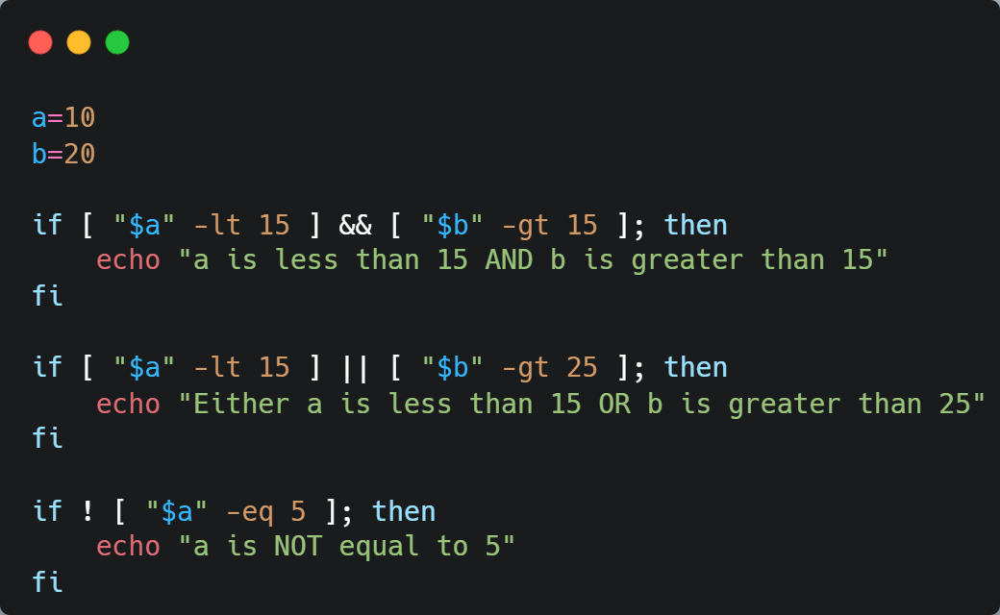 a=10
b=20
if [ "$a" -lt 15 ] && [ "$b" -gt 15 ]; then
    echo "a is less than 15 AND b is greater than 15"
fi
if [ "$a" -lt 15 ] || [ "$b" -gt 25 ]; then
    echo "Either a is less than 15 OR b is greater than 25"
fi
if ! [ "$a" -eq 5 ]; then
    echo "a is NOT equal to 5"
fi